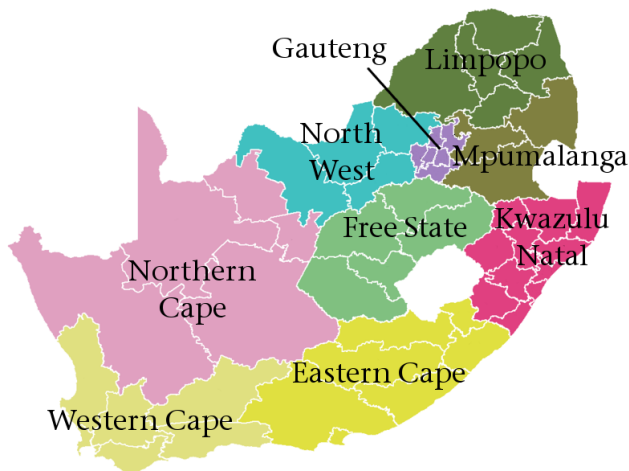 Gauteng
Limpopo
North
West
Mpumalanga
Free State
Kwazulu
Natal
Northern
Cape
Eastern Cape
Western Cape